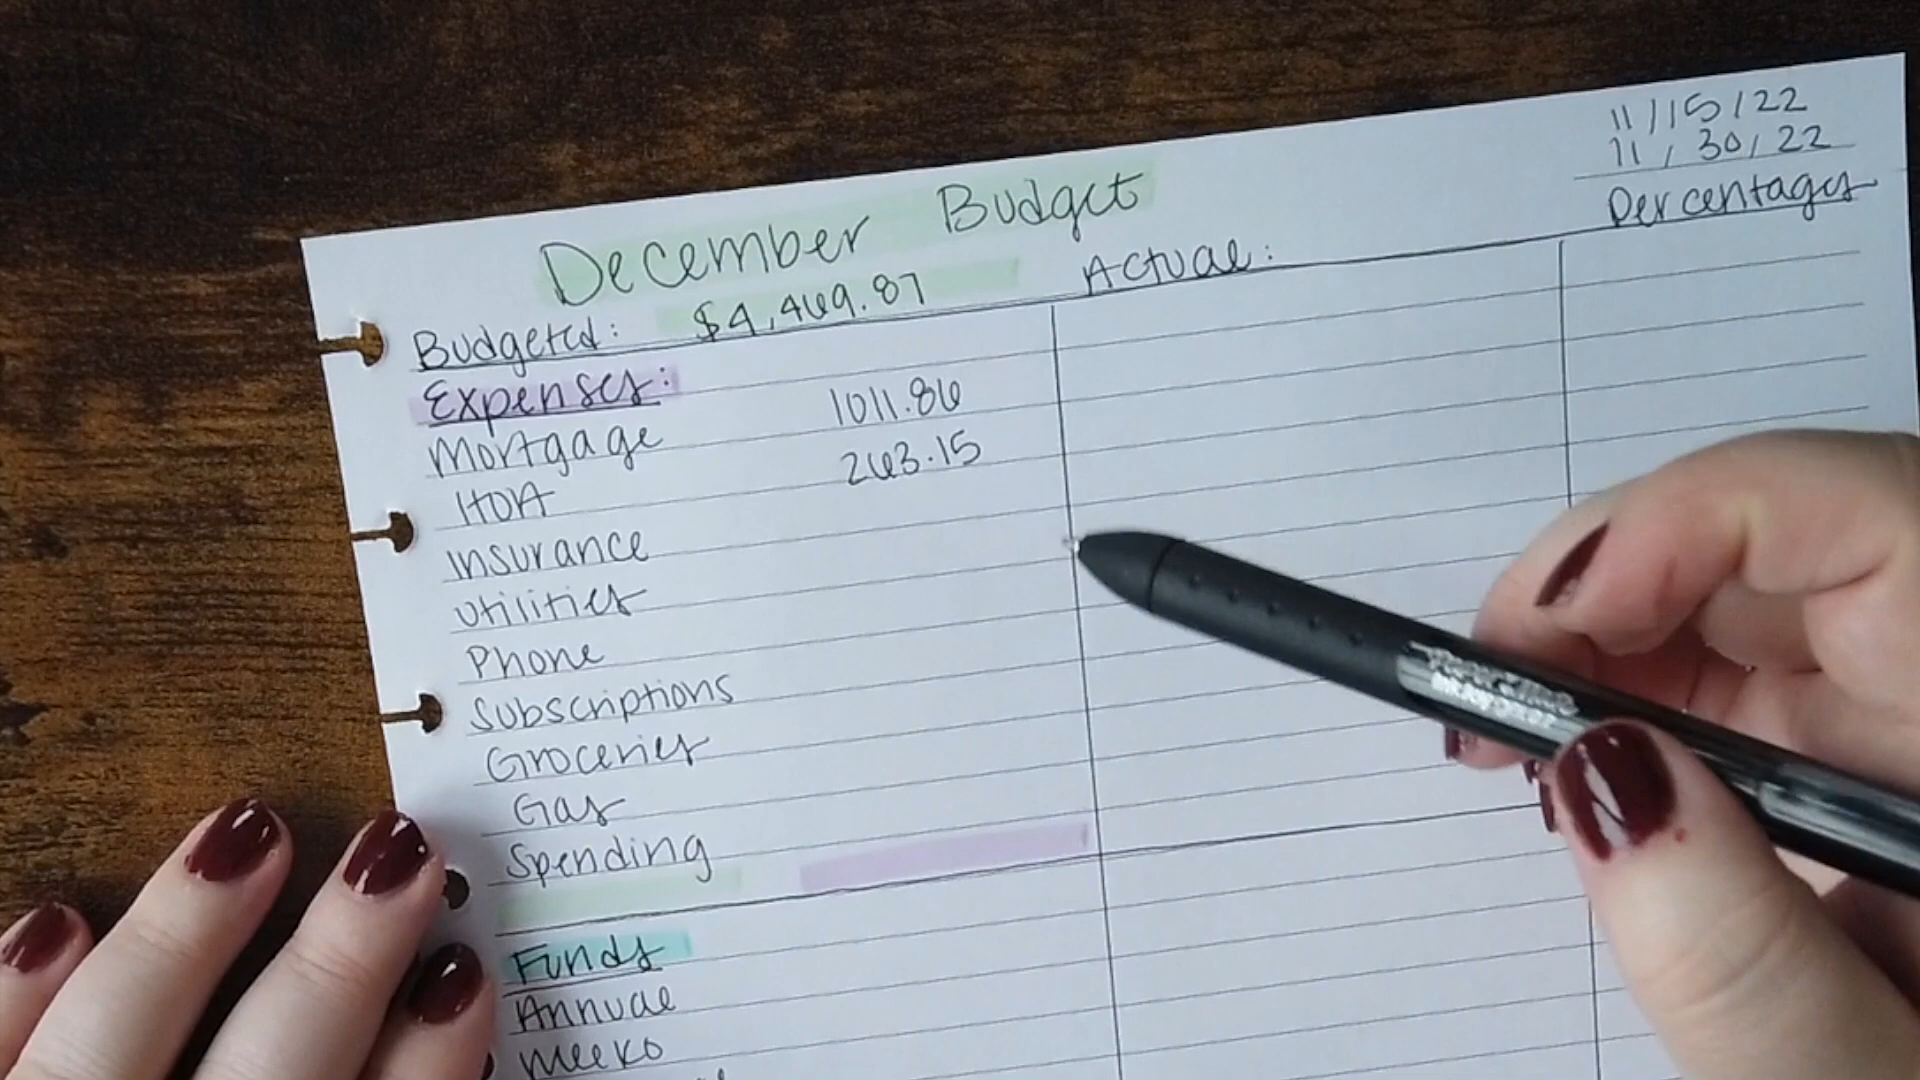 11/15/22
11/30/22
Percentages
December Budget
Budgeted: $4,469.87 Actual:
Expenses:
Mortgage 1011.86
HOA 263.15
Insurance
Utilities
Phone
Subscriptions
Groceries
Gas
Spending
Funds
Annual
Meeko